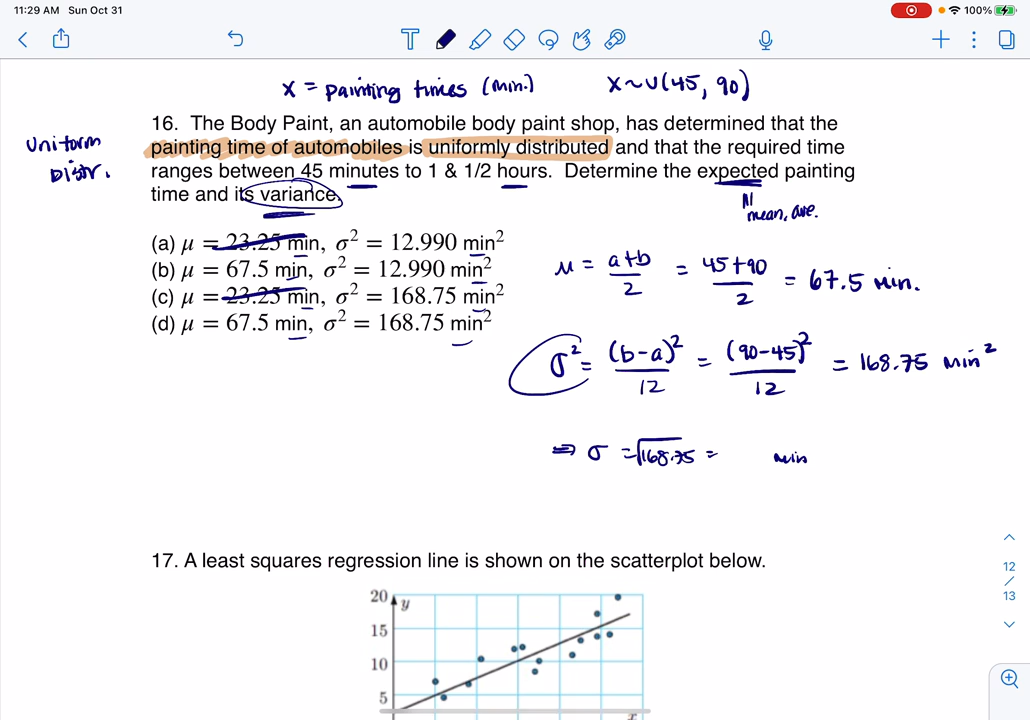 11:29 AM Sun Oct 31
100%
X = painting times (min.) X~U(45, 90)
16. The Body Paint, an automobile body paint shop, has determined that the
Uniform
Distr.
painting time of automobiles is uniformly distributed and that the required time
ranges between 45 minutes to 1 & 1/2 hours. Determine the expected painting
time and its variance.
mean, ave.
(a) μ = 23.25 min, σ² = 12.990 min²
(b) μ = 67.5 min, σ² = 12.990 min²
(c) μ = 23.25 min, σ² = 168.75 min²
(d) μ = 67.5 min, σ² = 168.75 min²
μ = a+b/2 = 45+90/2 = 67.5 min.
σ² = (b-a)²/12 = (90-45)²/12 = 168.75 min²
⇒ σ = √168.75 = min
17. A least squares regression line is shown on the scatterplot below.
20
y
15
10
5
x
12
/
13